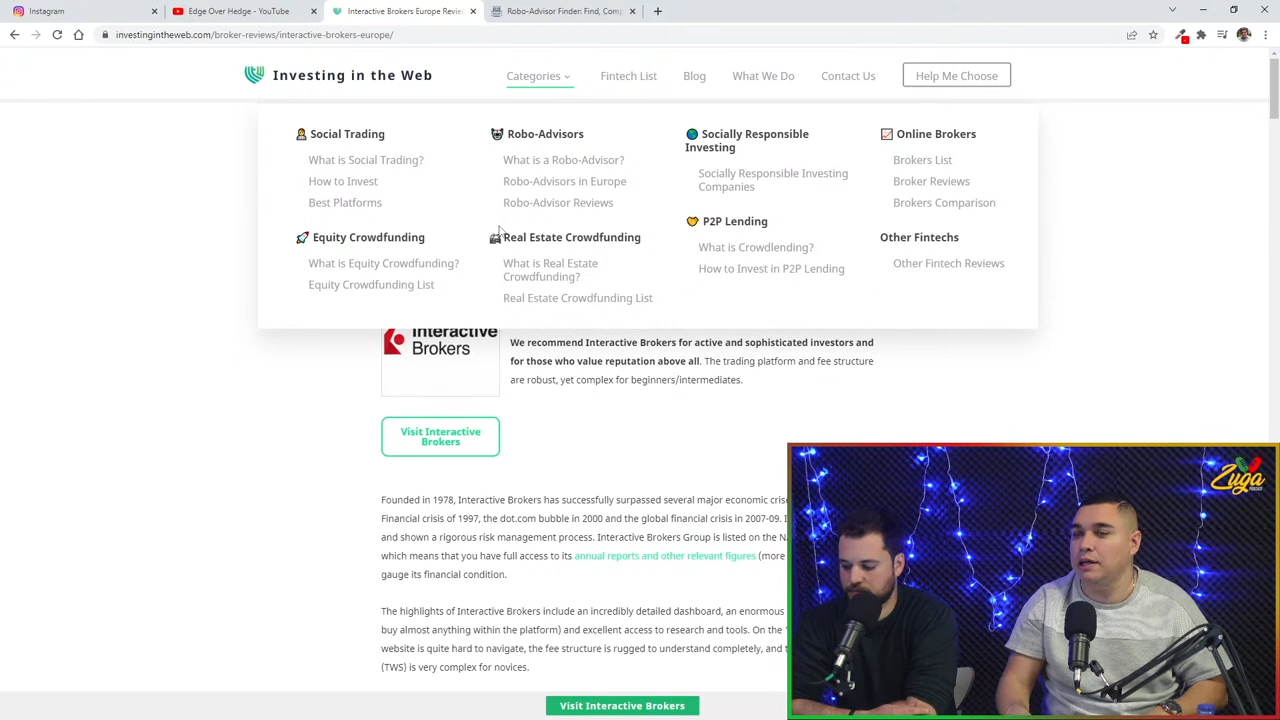 Instagram
Edge Over Hedge - YouTube
Interactive Brokers Europe Revie
Robo-Advisor Finder: Find, Comp
investingintheweb.com/broker-reviews/interactive-brokers-europe/
Investing in the Web
Categories
Fintech List
Blog
What We Do
Contact Us
Help Me Choose
Social Trading
What is Social Trading?
How to Invest
Best Platforms
Equity Crowdfunding
What is Equity Crowdfunding?
Equity Crowdfunding List
Robo-Advisors
What is a Robo-Advisor?
Robo-Advisors in Europe
Robo-Advisor Reviews
Real Estate Crowdfunding
What is Real Estate
Crowdfunding?
Real Estate Crowdfunding List
Socially Responsible
Investing
Socially Responsible Investing
Companies
P2P Lending
What is Crowdlending?
How to Invest in P2P Lending
Online Brokers
Brokers List
Broker Reviews
Brokers Comparison
Other Fintechs
Other Fintech Reviews
Interactive
Brokers
We recommend Interactive Brokers for active and sophisticated investors and
for those who value reputation above all. The trading platform and fee structure
are robust, yet complex for beginners/intermediates.
Visit Interactive
Brokers
Founded in 1978, Interactive Brokers has successfully surpassed several major economic crise
Financial crisis of 1997, the dot.com bubble in 2000 and the global financial crisis in 2007-09.
and shown a rigorous risk management process. Interactive Brokers Group is listed on the
which means that you have full access to its annual reports and other relevant figures (more
gauge its financial condition.
The highlights of Interactive Brokers include an incredibly detailed dashboard, an enormous
buy almost anything within the platform) and excellent access to research and tools. On the
website is quite hard to navigate, the fee structure is rugged to understand completely, and
(TWS) is very complex for novices.
Visit Interactive Brokers
Zuga
PODCAST